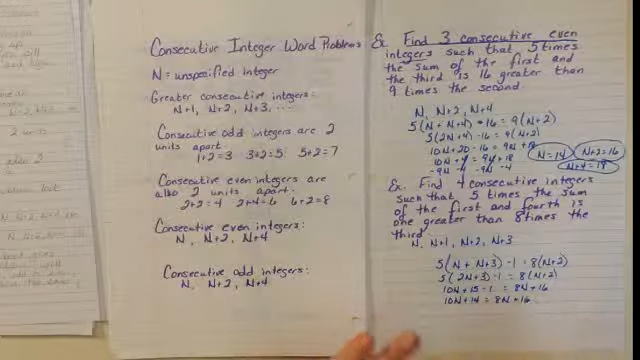 Consecutive Integer Word Problems
N = unspecified integer
Greater consecutive integers:
N+1, N+2, N+3, ...
Consecutive odd integers are 2
units apart.
1+2=3 3+2=5 5+2=7
Consecutive even integers are
also 2 units apart.
2+2=4 2+4=6 6+2=8
Consecutive even integers:
N, N+2, N+4
Consecutive odd integers:
N, N+2, N+4
Ex. Find 3 consecutive even
integers such that 5 times
the sum of the first and
the third is 16 greater than
9 times the second.
N, N+2, N+4
5(N+N+4) -16 = 9(N+2)
5(2N+4) -16 = 9(N+2)
10N+20-16 = 9N+18
10N+4 = 9N+18
-9N-4 -9N-4
N=14
N+2=16
N+4=18
Ex. Find 4 consecutive integers
such that 5 times the sum
of the first and fourth is
one greater than 8 times the
third.
N, N+1, N+2, N+3
5(N+N+3)-1 = 8(N+2)
5(2N+3)-1 = 8(N+2)
10N+15-1 = 8N+16
10N+14 = 8N+16
2 units